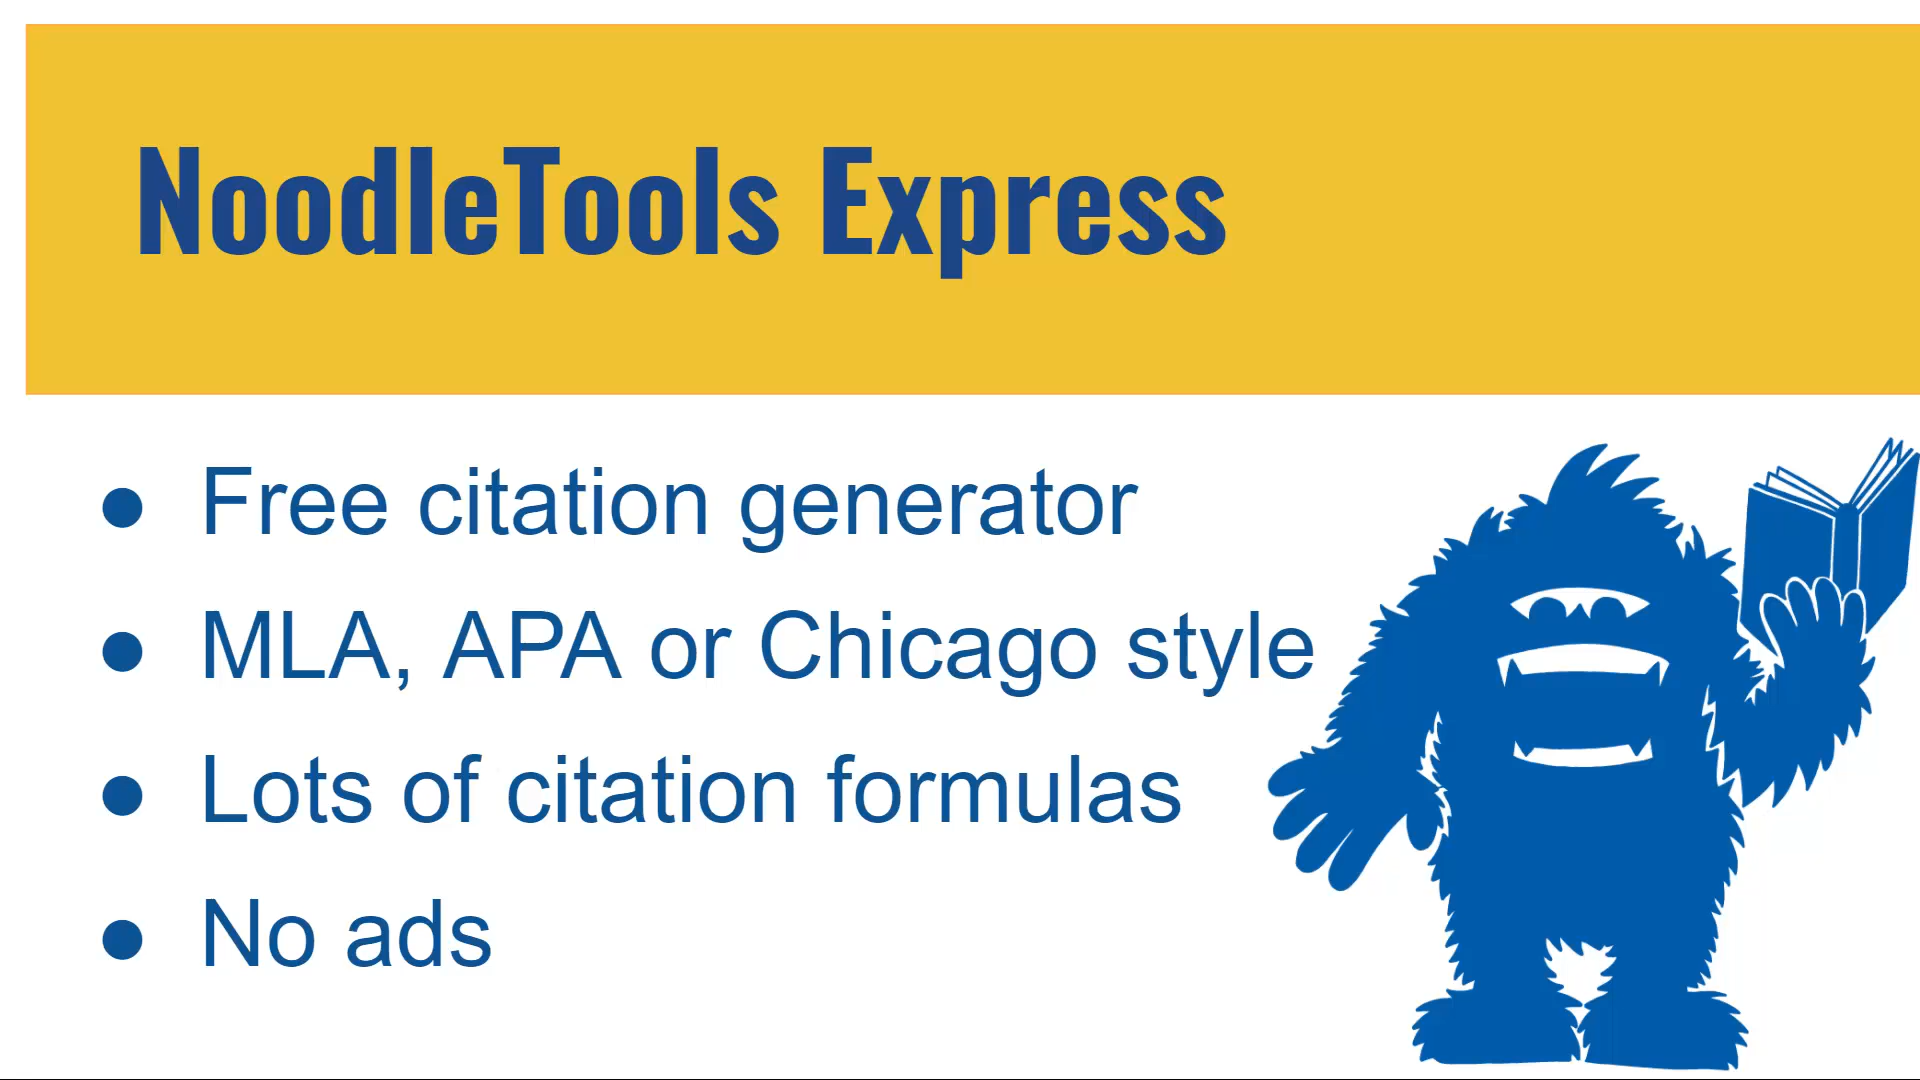 NoodleTools Express
● Free citation generator
● MLA, APA or Chicago style
● Lots of citation formulas
● No ads